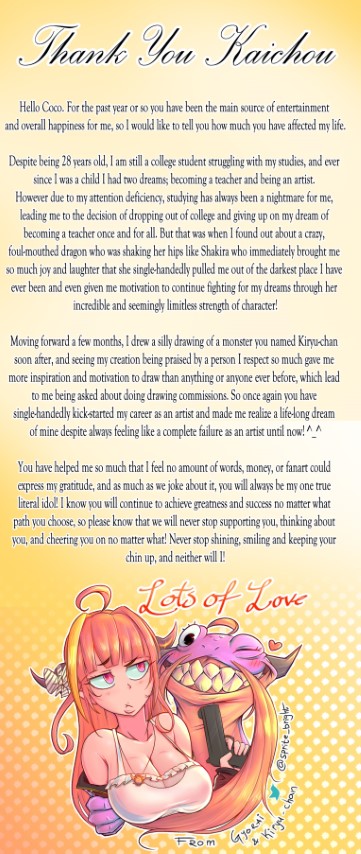 Thank You Kaichou
Hello Coco. For the past year or so you have been the main source of entertainment
and overall happiness for me, so I would like to tell you how much you have affected my life.
Despite being 28 years old, I am still a college student struggling with my studies, and ever
since I was a child I had two dreams; becoming a teacher and being an artist.
However due to my attention deficiency, studying has always been a nightmare for me,
leading me to the decision of dropping out of college and giving up on my dream of
becoming a teacher once and for all. But that was when I found out about a crazy,
foul-mouthed dragon who was shaking her hips like Shakira who immediately brought me
so much joy and laughter that she single-handedly pulled me out of the darkest place I have
ever been and even given me motivation to continue fighting for my dreams through her
incredible and seemingly limitless strength of character!
Moving forward a few months, I drew a silly drawing of a monster you named Kiryu-chan
soon after, and seeing my creation being praised by a person I respect so much gave me
more inspiration and motivation to draw than anything or anyone ever before, which lead
to me being asked about doing drawing commissions. So once again you have
single-handedly kick-started my career as an artist and made me realize a life-long dream
of mine despite always feeling like a complete failure as an artist until now! ^_^
You have helped me so much that I feel no amount of words, money, or fanart could
express my gratitude, and as much as we joke about it, you will always be my one true
literal idol! I know you will continue to achieve greatness and success no matter what
path you choose, so please know that we will never stop supporting you, thinking about
you, and cheering you on no matter what! Never stop shining, smiling and keeping your
chin up, and neither will I!
Lots of Love
From
Gyorai
& Kiryu-chan
@sprite_bright